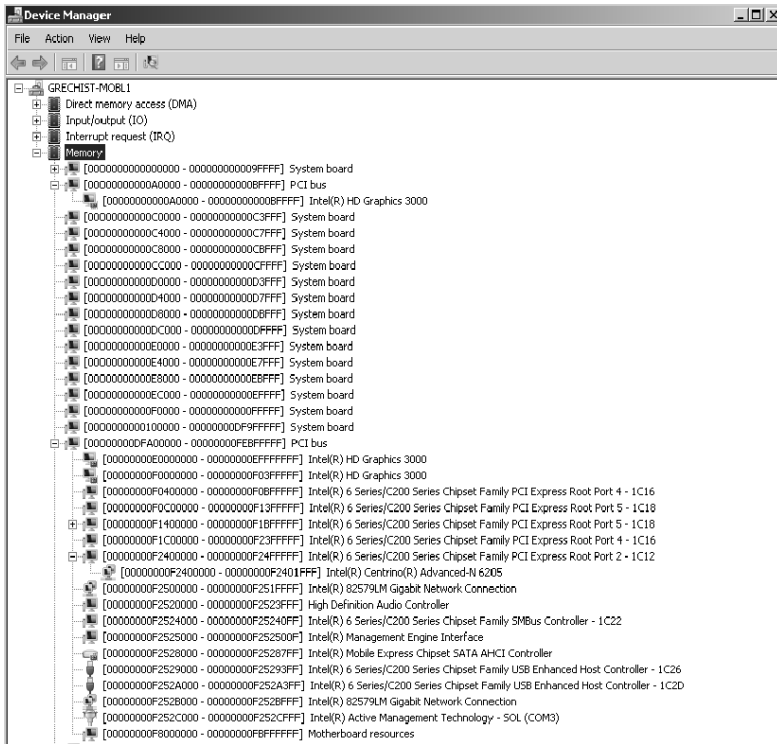 Device Manager
File Action View Help
GRECHIST-MOBL1
Direct memory access (DMA)
Input/output (IO)
Interrupt request (IRQ)
Memory
[0000000000000000 - 000000000009FFFF] System board
[00000000000A0000 - 00000000000BFFFF] PCI bus
[00000000000A0000 - 00000000000BFFFF] Intel(R) HD Graphics 3000
[00000000000C0000 - 00000000000C3FFF] System board
[00000000000C4000 - 00000000000C7FFF] System board
[00000000000C8000 - 00000000000CBFFF] System board
[00000000000CC000 - 00000000000CFFFF] System board
[00000000000D0000 - 00000000000D3FFF] System board
[00000000000D4000 - 00000000000D7FFF] System board
[00000000000D8000 - 00000000000DBFFF] System board
[00000000000DC000 - 00000000000DFFFF] System board
[00000000000E0000 - 00000000000E3FFF] System board
[00000000000E4000 - 00000000000E7FFF] System board
[00000000000E8000 - 00000000000EBFFF] System board
[00000000000EC000 - 00000000000EFFFF] System board
[00000000000F0000 - 00000000000FFFFF] System board
[0000000000100000 - 00000000DF9FFFFF] System board
[00000000DFA00000 - 00000000FEBFFFFF] PCI bus
[00000000E0000000 - 00000000EFFFFFFF] Intel(R) HD Graphics 3000
[00000000F0000000 - 00000000F03FFFFF] Intel(R) HD Graphics 3000
[00000000F0400000 - 00000000F0BFFFFF] Intel(R) 6 Series/C200 Series Chipset Family PCI Express Root Port 4 - 1C16
[00000000F0C00000 - 00000000F13FFFFF] Intel(R) 6 Series/C200 Series Chipset Family PCI Express Root Port 5 - 1C18
[00000000F1400000 - 00000000F1BFFFFF] Intel(R) 6 Series/C200 Series Chipset Family PCI Express Root Port 5 - 1C18
[00000000F1C00000 - 00000000F23FFFFF] Intel(R) 6 Series/C200 Series Chipset Family PCI Express Root Port 4 - 1C16
[00000000F2400000 - 00000000F24FFFFF] Intel(R) 6 Series/C200 Series Chipset Family PCI Express Root Port 2 - 1C12
[00000000F2400000 - 00000000F2401FFF] Intel(R) Centrino(R) Advanced-N 6205
[00000000F2500000 - 00000000F251FFFF] Intel(R) 82579LM Gigabit Network Connection
[00000000F2520000 - 00000000F2523FFF] High Definition Audio Controller
[00000000F2524000 - 00000000F25240FF] Intel(R) 6 Series/C200 Series Chipset Family SMBus Controller - 1C22
[00000000F2525000 - 00000000F252500F] Intel(R) Management Engine Interface
[00000000F2528000 - 00000000F25287FF] Intel(R) Mobile Express Chipset SATA AHCI Controller
[00000000F2529000 - 00000000F25293FF] Intel(R) 6 Series/C200 Series Chipset Family USB Enhanced Host Controller - 1C26
[00000000F252A000 - 00000000F252A3FF] Intel(R) 6 Series/C200 Series Chipset Family USB Enhanced Host Controller - 1C2D
[00000000F252B000 - 00000000F252BFFF] Intel(R) 82579LM Gigabit Network Connection
[00000000F252C000 - 00000000F252CFFF] Intel(R) Active Management Technology - SOL (COM3)
[00000000F8000000 - 00000000FBFFFFFF] Motherboard resources